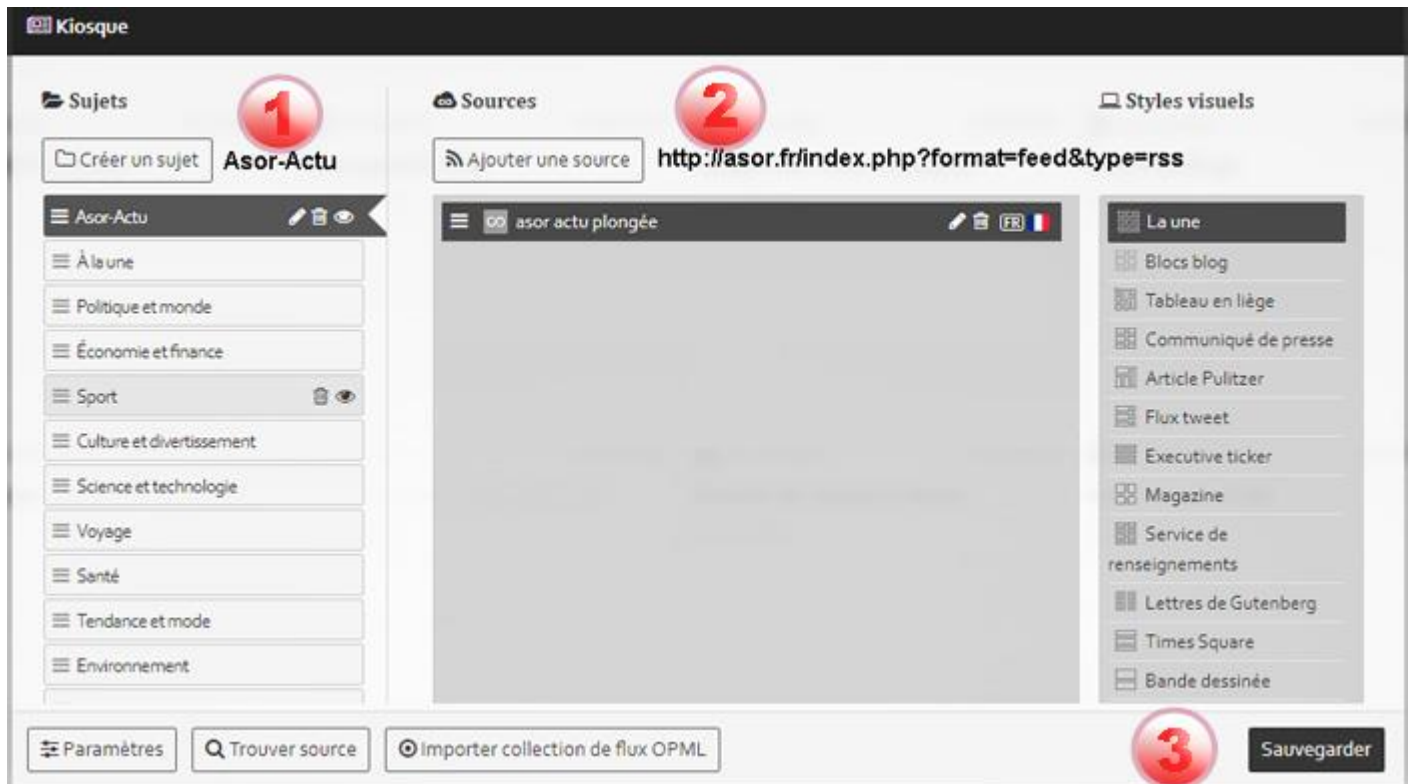 Kiosque
Sujets
1
Créer un sujet
Asor-Actu
Asor-Actu
À la une
Politique et monde
Économie et finance
Sport
Culture et divertissement
Science et technologie
Voyage
Santé
Tendance et mode
Environnement
Sources
2
Ajouter une source
http://asor.fr/index.php?format=feed&type=rss
asor actu plongée
FR
Styles visuels
La une
Blocs blog
Tableau en liège
Communiqué de presse
Article Pulitzer
Flux tweet
Executive ticker
Magazine
Service de
renseignements
Lettres de Gutenberg
Times Square
Bande dessinée
Paramètres
Trouver source
Importer collection de flux OPML
3
Sauvegarder